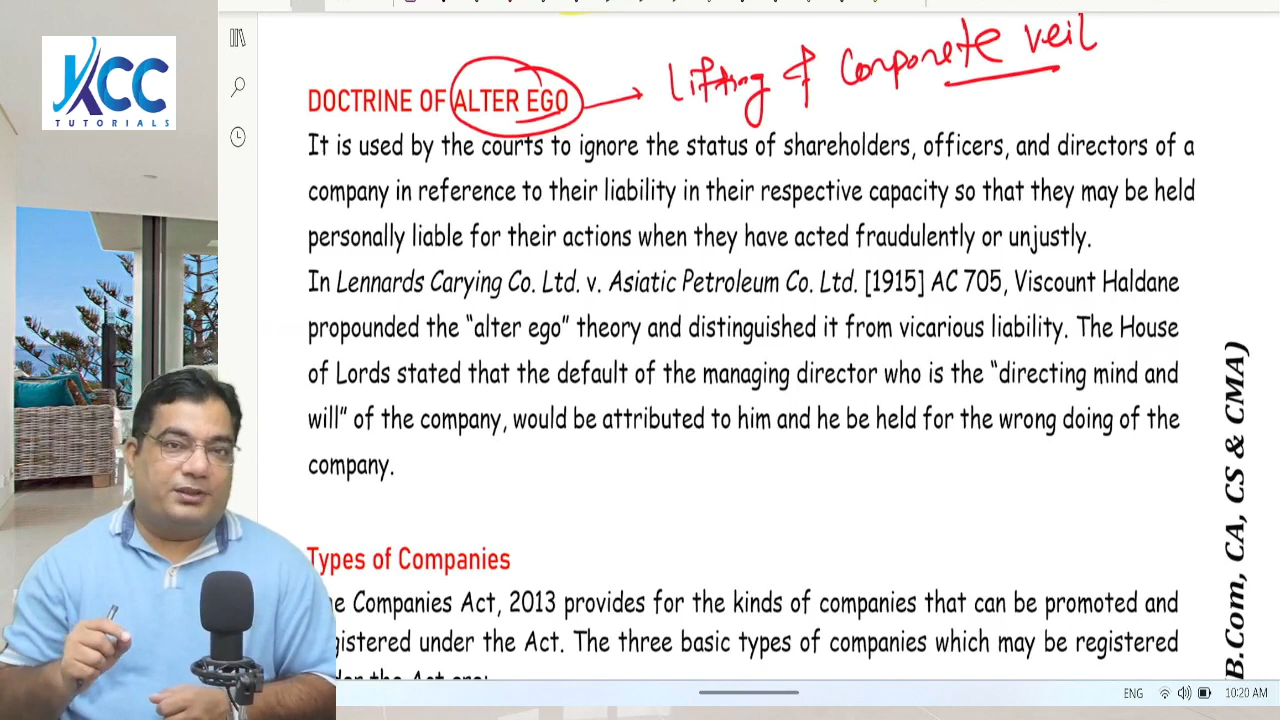 KCC
TUTORIALS
lifting of corporate veil
DOCTRINE OF ALTER EGO
It is used by the courts to ignore the status of shareholders, officers, and directors of a
company in reference to their liability in their respective capacity so that they may be held
personally liable for their actions when they have acted fraudulently or unjustly.
In Lennards Carying Co. Ltd. v. Asiatic Petroleum Co. Ltd. [1915] AC 705, Viscount Haldane
propounded the “alter ego” theory and distinguished it from vicarious liability. The House
of Lords stated that the default of the managing director who is the “directing mind and
will” of the company, would be attributed to him and he be held for the wrong doing of the
company.
Types of Companies
Companies Act, 2013 provides for the kinds of companies that can be promoted and
gistered under the Act. The three basic types of companies which may be registered
B.Com, CA, CS & CMA)
ENG
10:20 AM